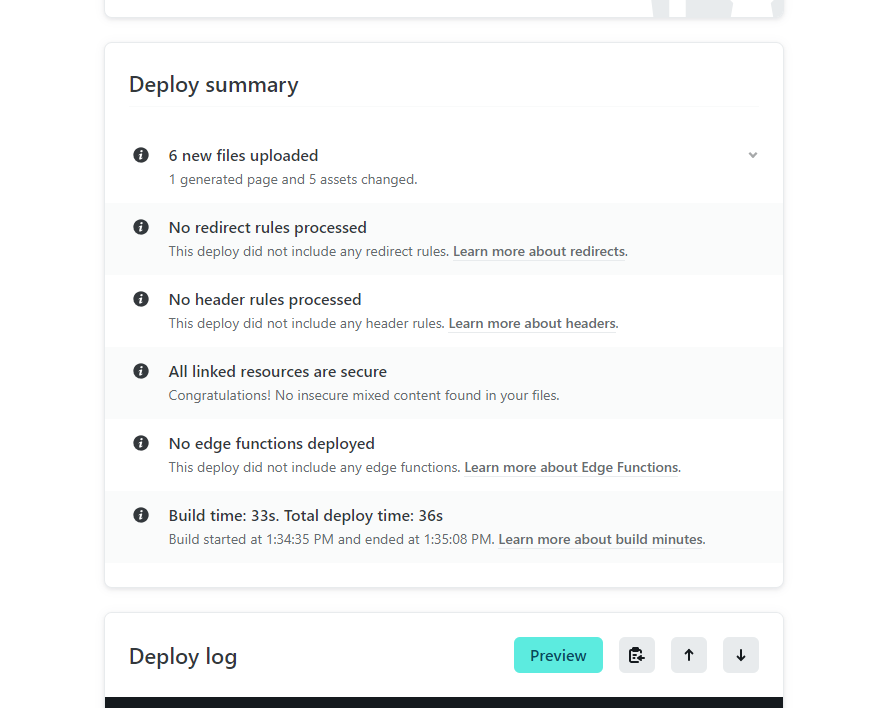 Deploy summary
6 new files uploaded
1 generated page and 5 assets changed.
No redirect rules processed
This deploy did not include any redirect rules. Learn more about redirects.
No header rules processed
This deploy did not include any header rules. Learn more about headers.
All linked resources are secure
Congratulations! No insecure mixed content found in your files.
No edge functions deployed
This deploy did not include any edge functions. Learn more about Edge Functions.
Build time: 33s. Total deploy time: 36s
Build started at 1:34:35 PM and ended at 1:35:08 PM. Learn more about build minutes.
Deploy log
Preview